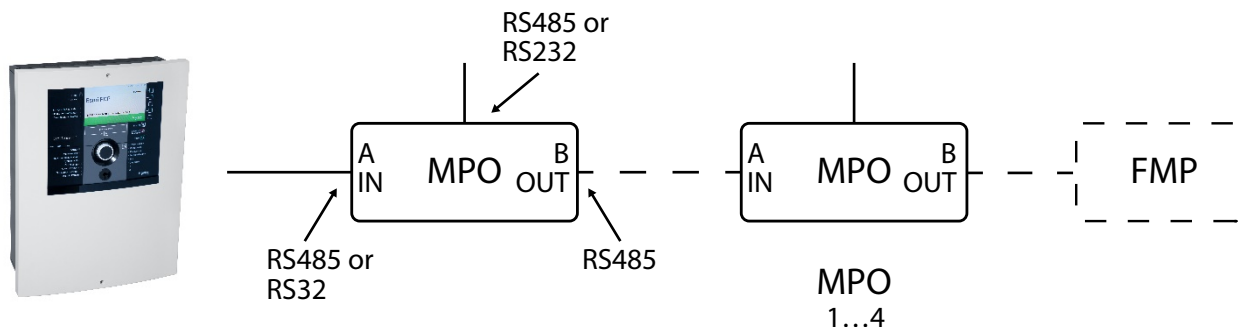 RS485 or
RS232
A
IN
MPO
B
OUT
A
IN
MPO
B
OUT
FMP
RS485 or
RS32
RS485
MPO
1...4